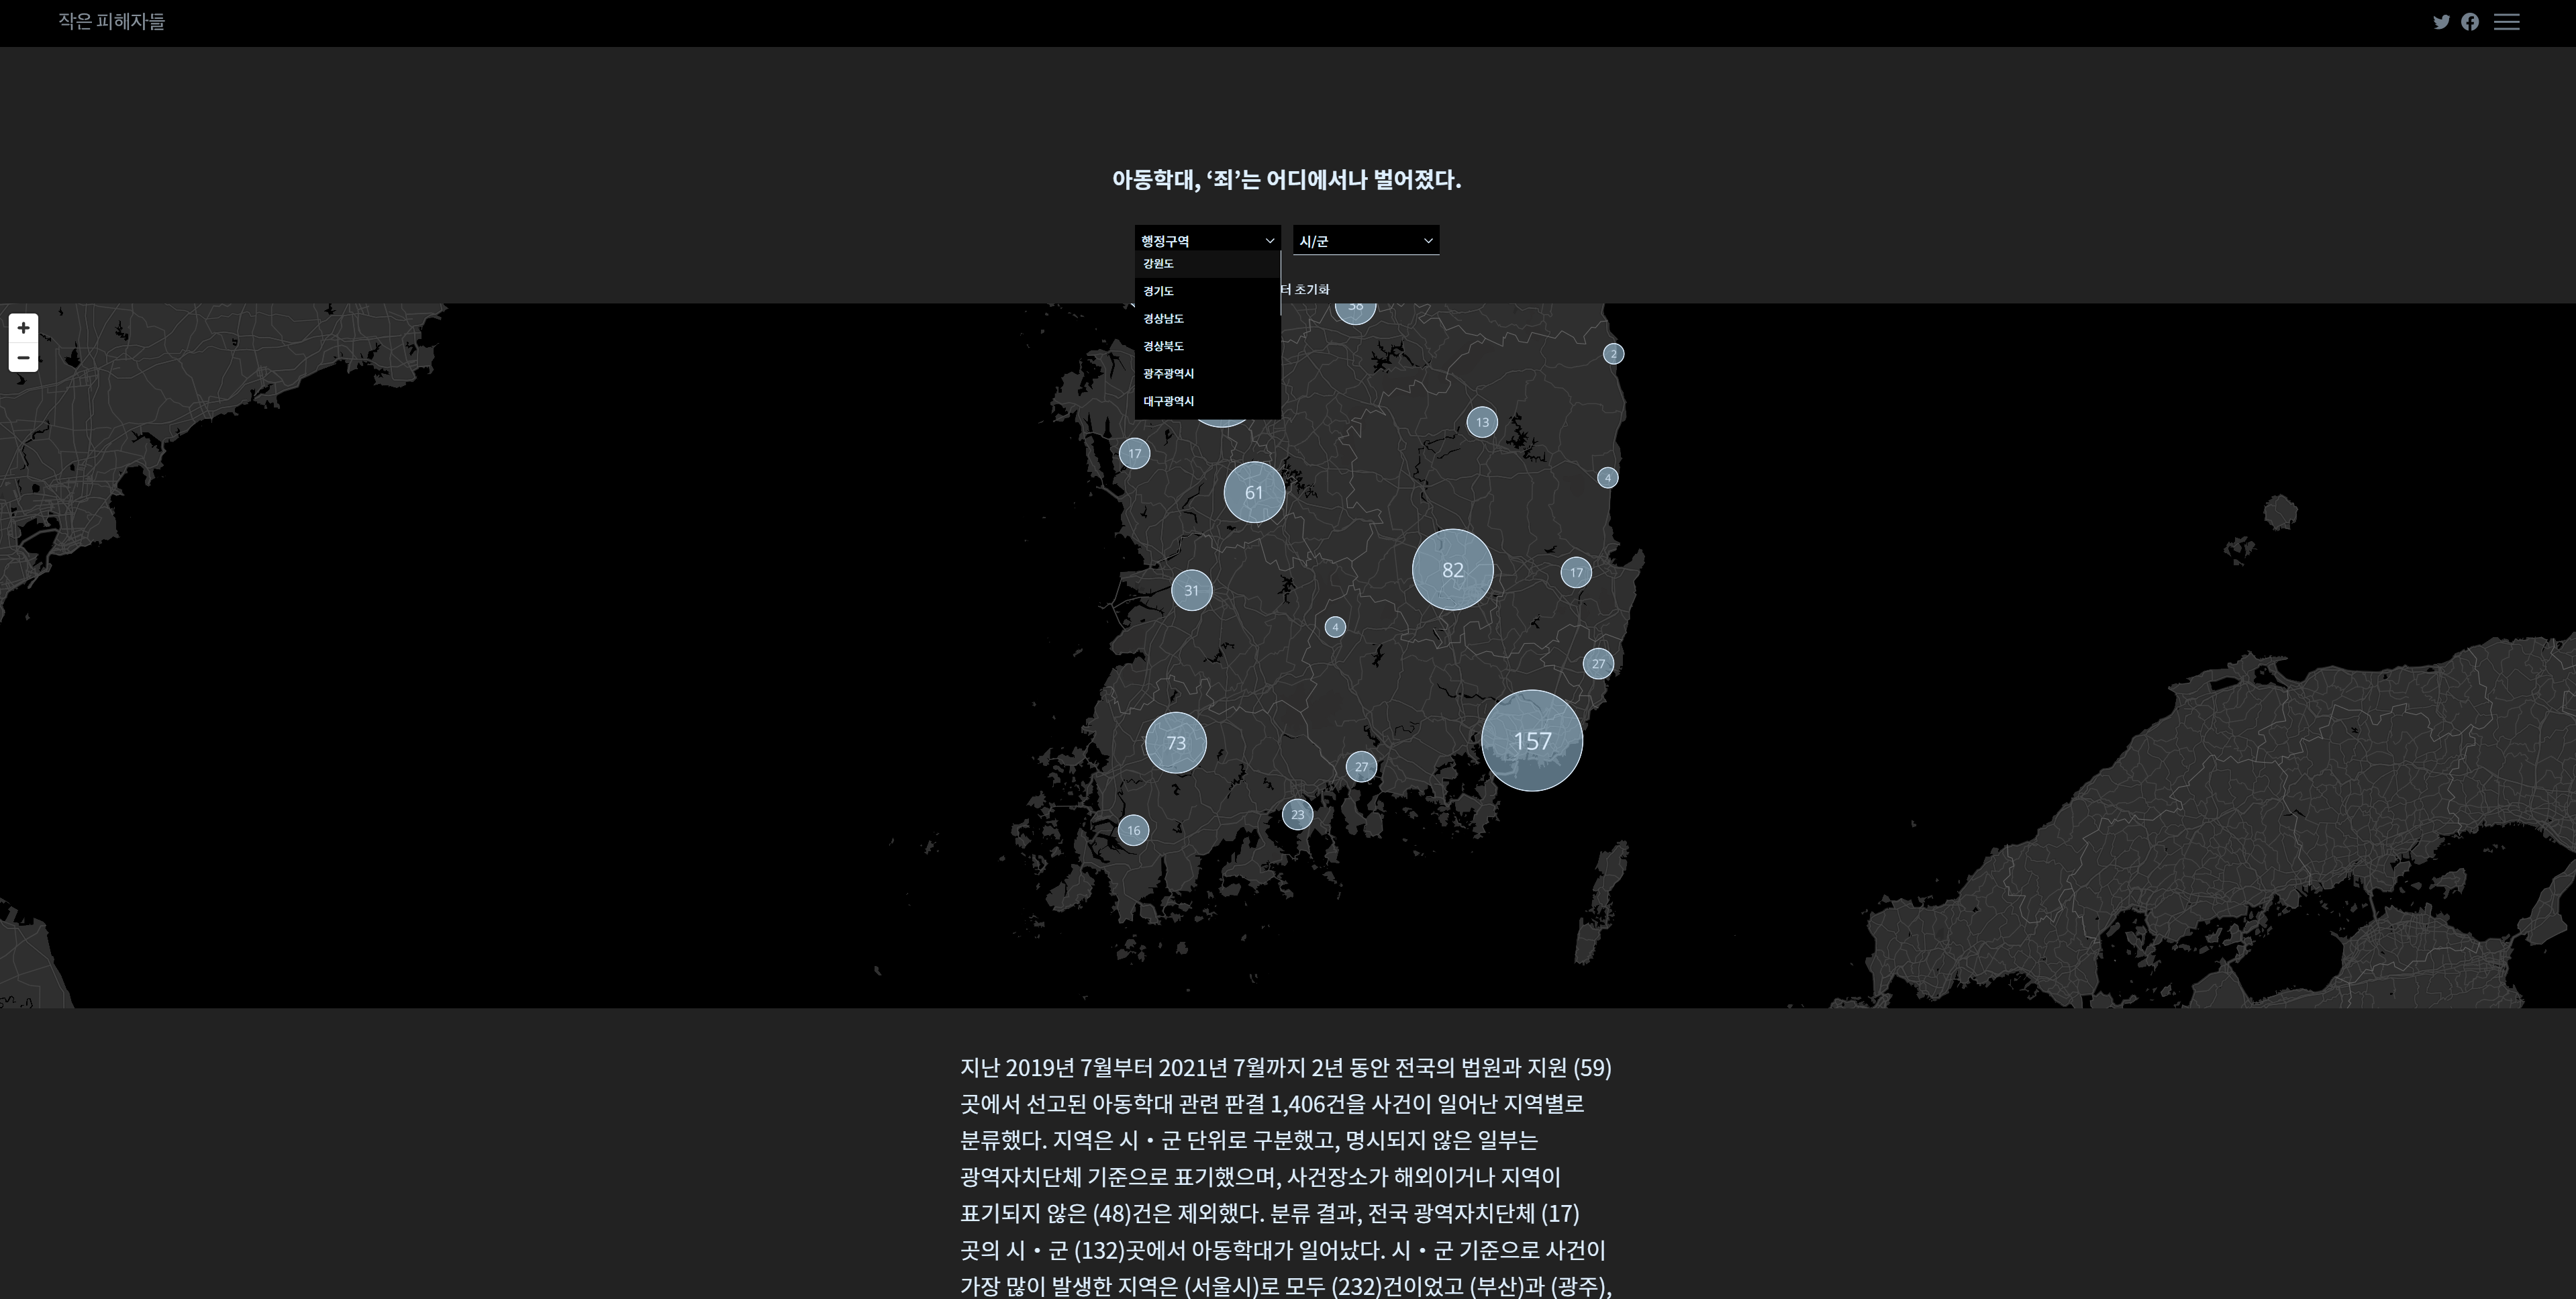 작은 피해자들
아동학대, ‘죄’는 어디에서나 벌어졌다.
행정구역
시/군
강원도
경기도
경상남도
경상북도
광주광역시
대구광역시
터 초기화
38
2
13
17
4
61
82
17
31
4
27
157
73
27
23
16
지난 2019년 7월부터 2021년 7월까지 2년 동안 전국의 법원과 지원 (59)
곳에서 선고된 아동학대 관련 판결 1,406건을 사건이 일어난 지역별로
분류했다. 지역은 시・군 단위로 구분했고, 명시되지 않은 일부는
광역자치단체 기준으로 표기했으며, 사건장소가 해외이거나 지역이
표기되지 않은 (48)건은 제외했다. 분류 결과, 전국 광역자치단체 (17)
곳의 시・군 (132)곳에서 아동학대가 일어났다. 시・군 기준으로 사건이
가장 많이 발생한 지역은 (서울시)로 모두 (232)건이었고 (부산)과 (광주),